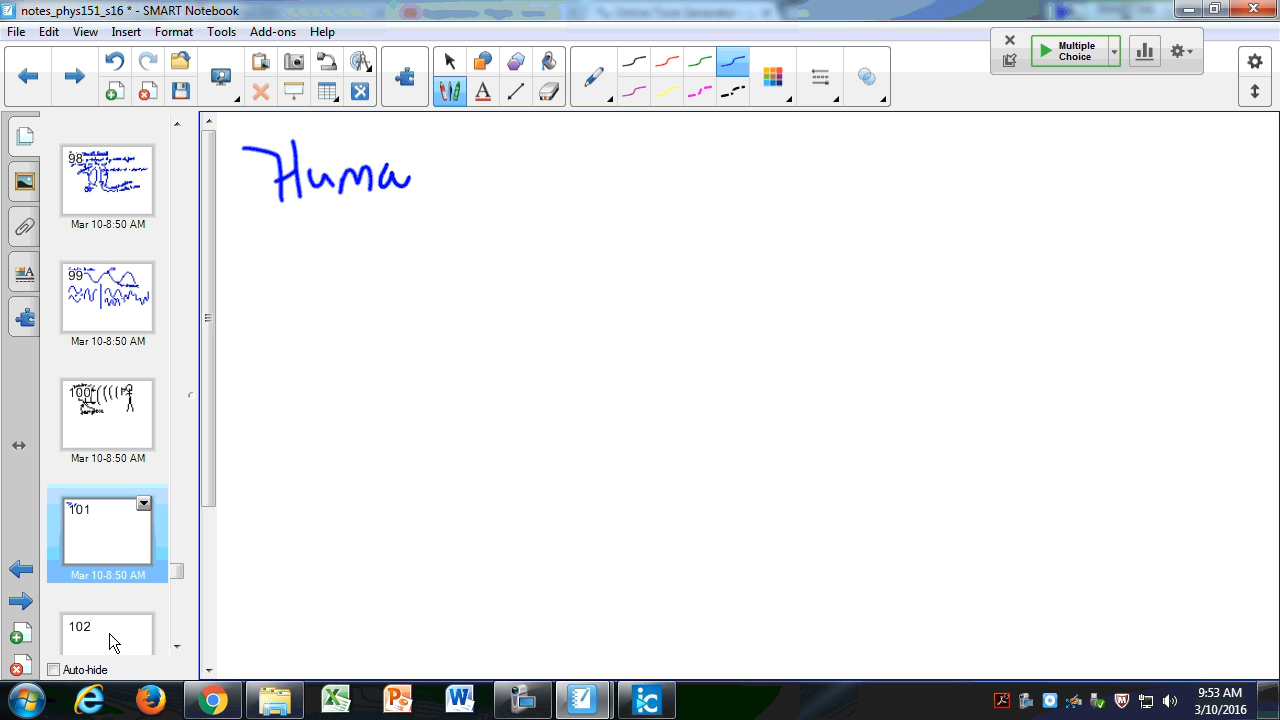 notes_phys151_s16 * - SMART Notebook
File Edit View Insert Format Tools Add-ons Help
Multiple
Choice
Huma
98
Mar 10-8:50 AM
99
Mar 10-8:50 AM
100
Mar 10-8:50 AM
101
Mar 10-8:50 AM
102
Auto-hide
9:53 AM
3/10/2016